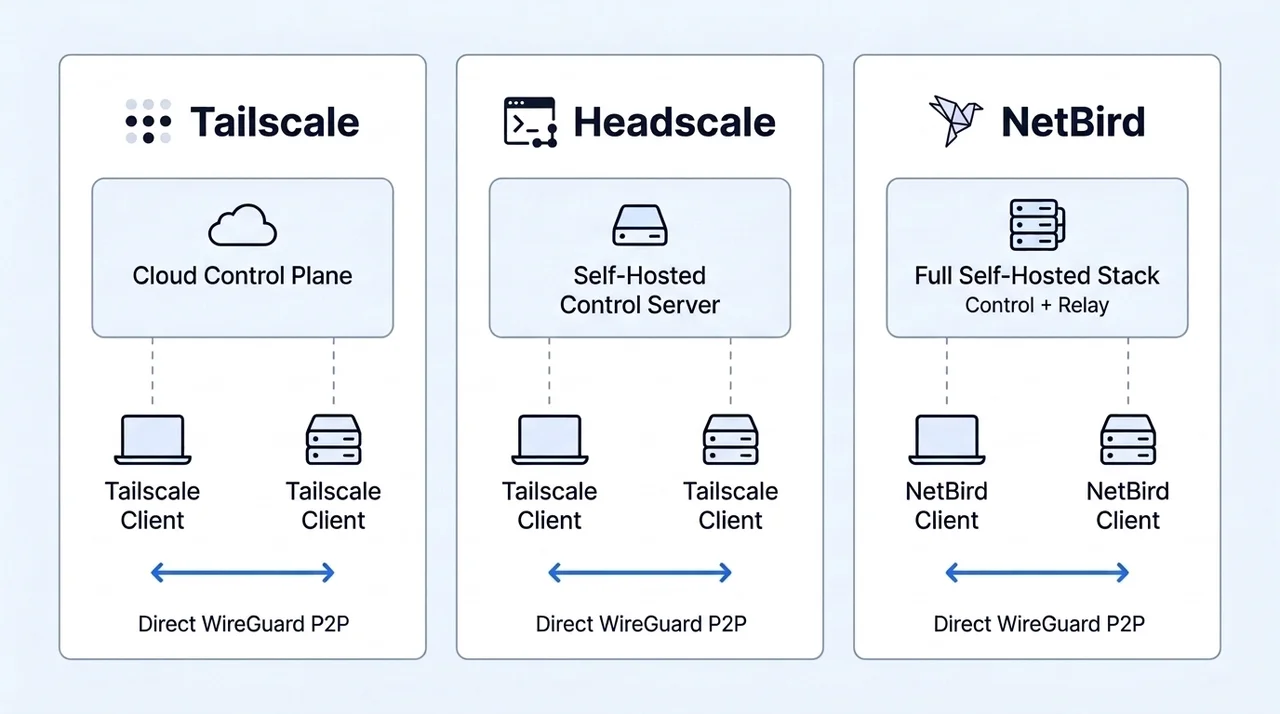 Tailscale
Cloud Control Plane
Tailscale
Client
Tailscale
Client
Direct WireGuard P2P
Headscale
Self-Hosted
Control Server
Tailscale
Client
Tailscale
Client
Direct WireGuard P2P
NetBird
Full Self-Hosted Stack
Control + Relay
NetBird
Client
NetBird
Client
Direct WireGuard P2P